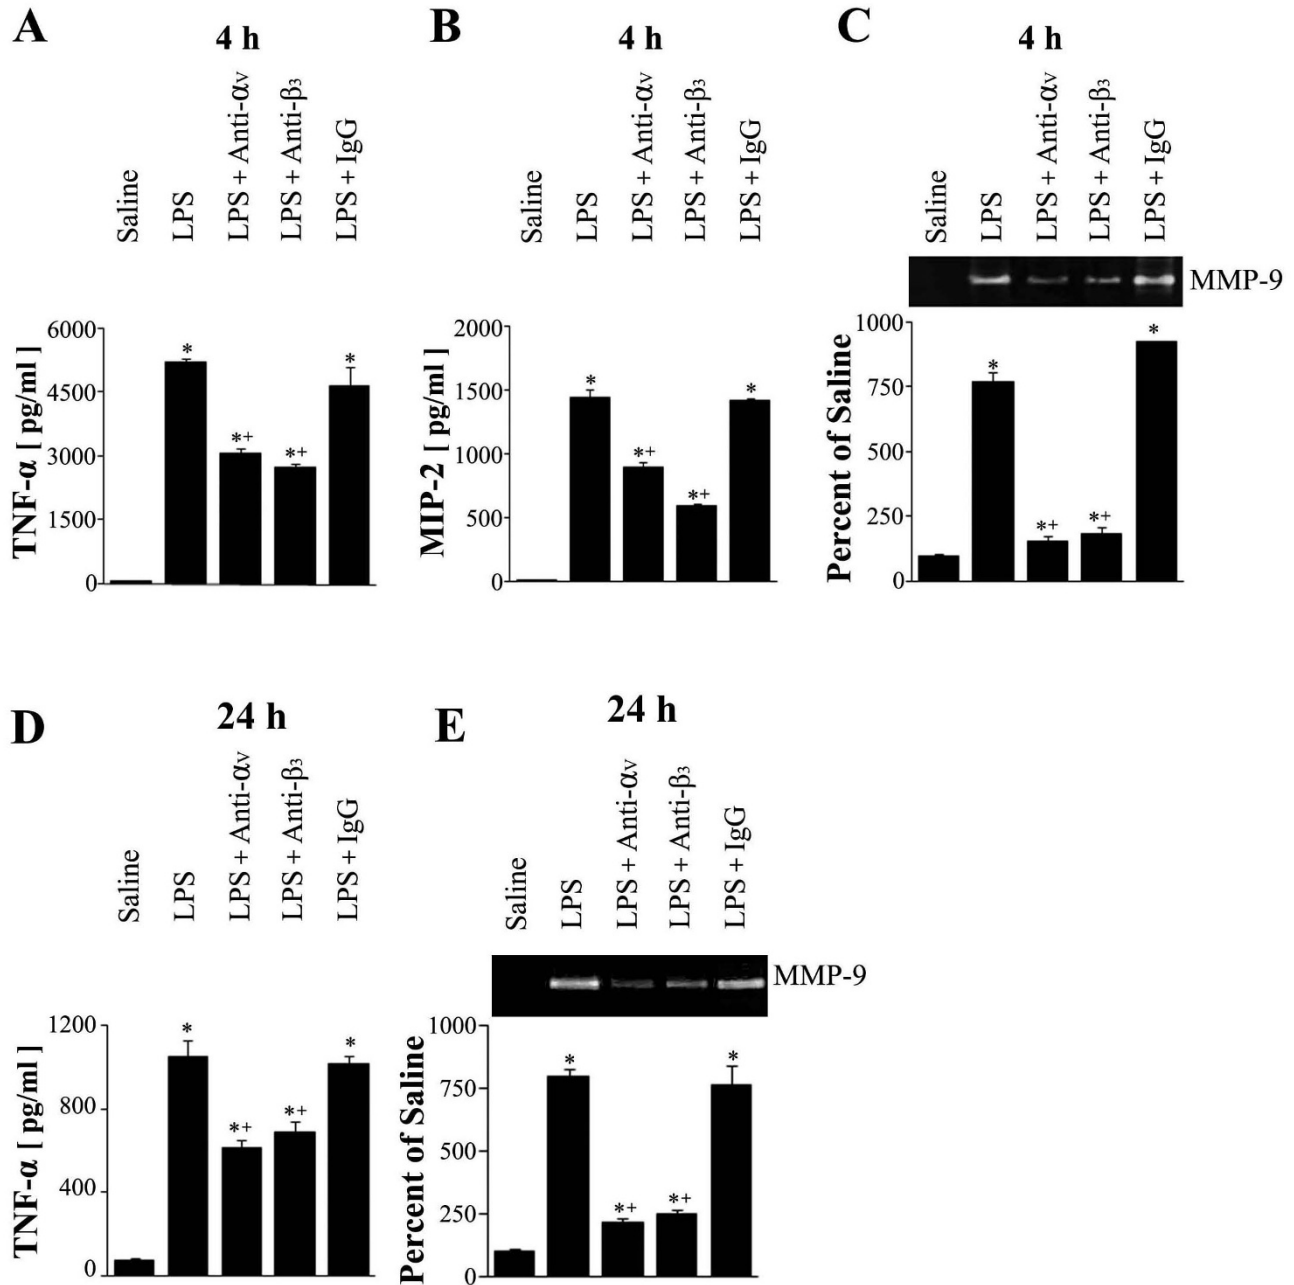 A
4 h
Saline
LPS
LPS + Anti-αv
LPS + Anti-β3
LPS + IgG
TNF-α [ pg/ml ]
6000
4500
3000
1500
0
*
*+
*+
*
B
4 h
Saline
LPS
LPS + Anti-αv
LPS + Anti-β3
LPS + IgG
MIP-2 [ pg/ml ]
2000
1500
1000
500
0
*
*+
*+
*
C
4 h
Saline
LPS
LPS + Anti-αv
LPS + Anti-β3
LPS + IgG
MMP-9
Percent of Saline
1000
750
500
250
0
*
*+
*+
*
D
24 h
Saline
LPS
LPS + Anti-αv
LPS + Anti-β3
LPS + IgG
TNF-α [ pg/ml ]
1200
800
400
0
*
*+
*+
*
E
24 h
Saline
LPS
LPS + Anti-αv
LPS + Anti-β3
LPS + IgG
MMP-9
Percent of Saline
1000
750
500
250
0
*
*+
*+
*